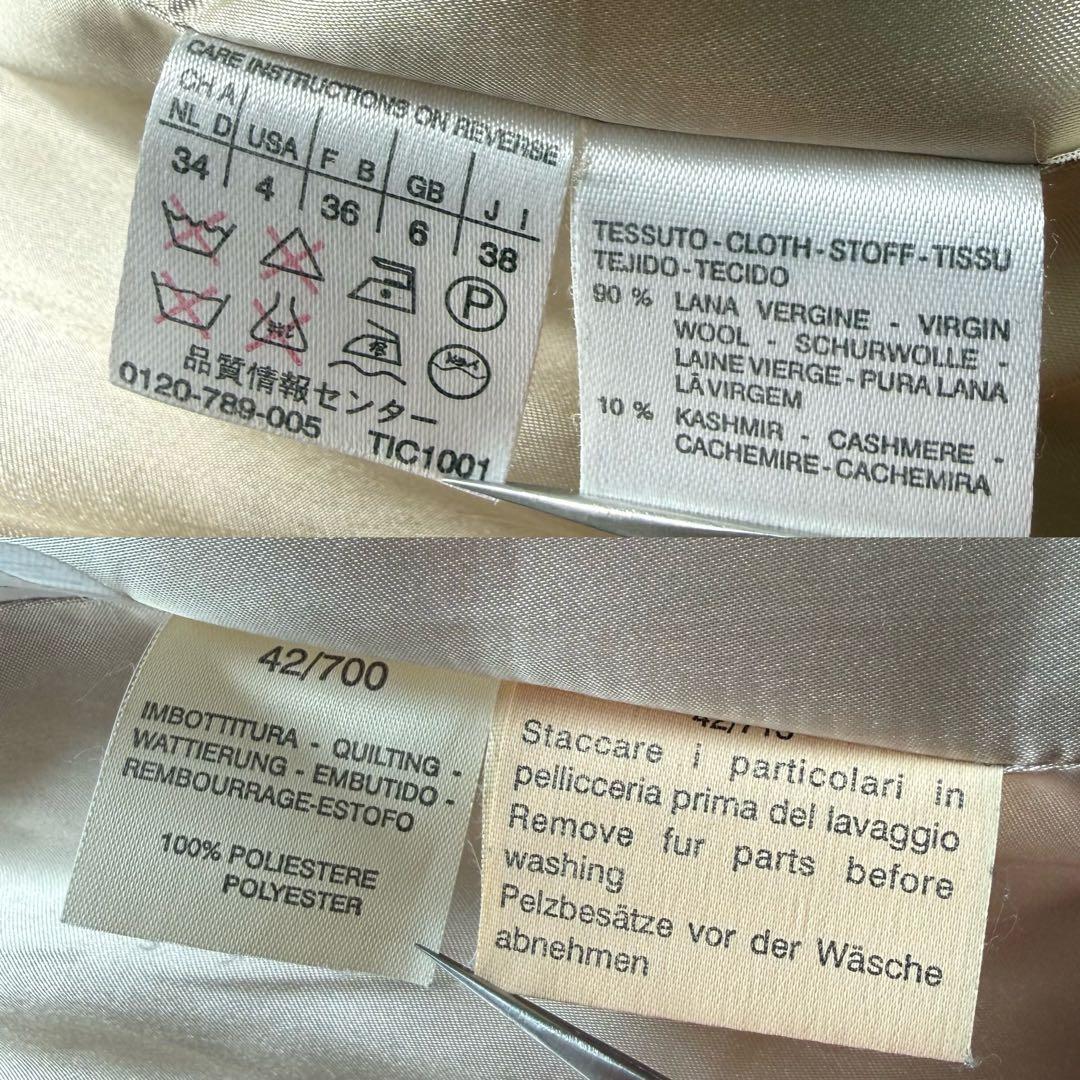 CARE INSTRUCTIONS ON REVERSE
CH A
NL D USA F B GB J I
34 4 36 6 38
P
品質情報センター
0120-789-005 TIC1001
TESSUTO-CLOTH-STOFF-TISSU
TEJIDO-TECIDO
90 % LANA VERGINE - VIRGIN
WOOL - SCHURWOLLE -
LAINE VIERGE-PURA LANA
LÂVIRGEM
10 % KASHMIR - CASHMERE -
CACHEMIRE-CACHEMIRA
42/700
IMBOTTITURA - QUILTING -
WATTIERUNG - EMBUTIDO -
REMBOURRAGE-ESTOFO
100% POLIESTERE
POLYESTER
Staccare i particolari in
pellicceria prima del lavaggio
Remove fur parts before
washing
Pelzbesätze vor der Wäsche
abnehmen